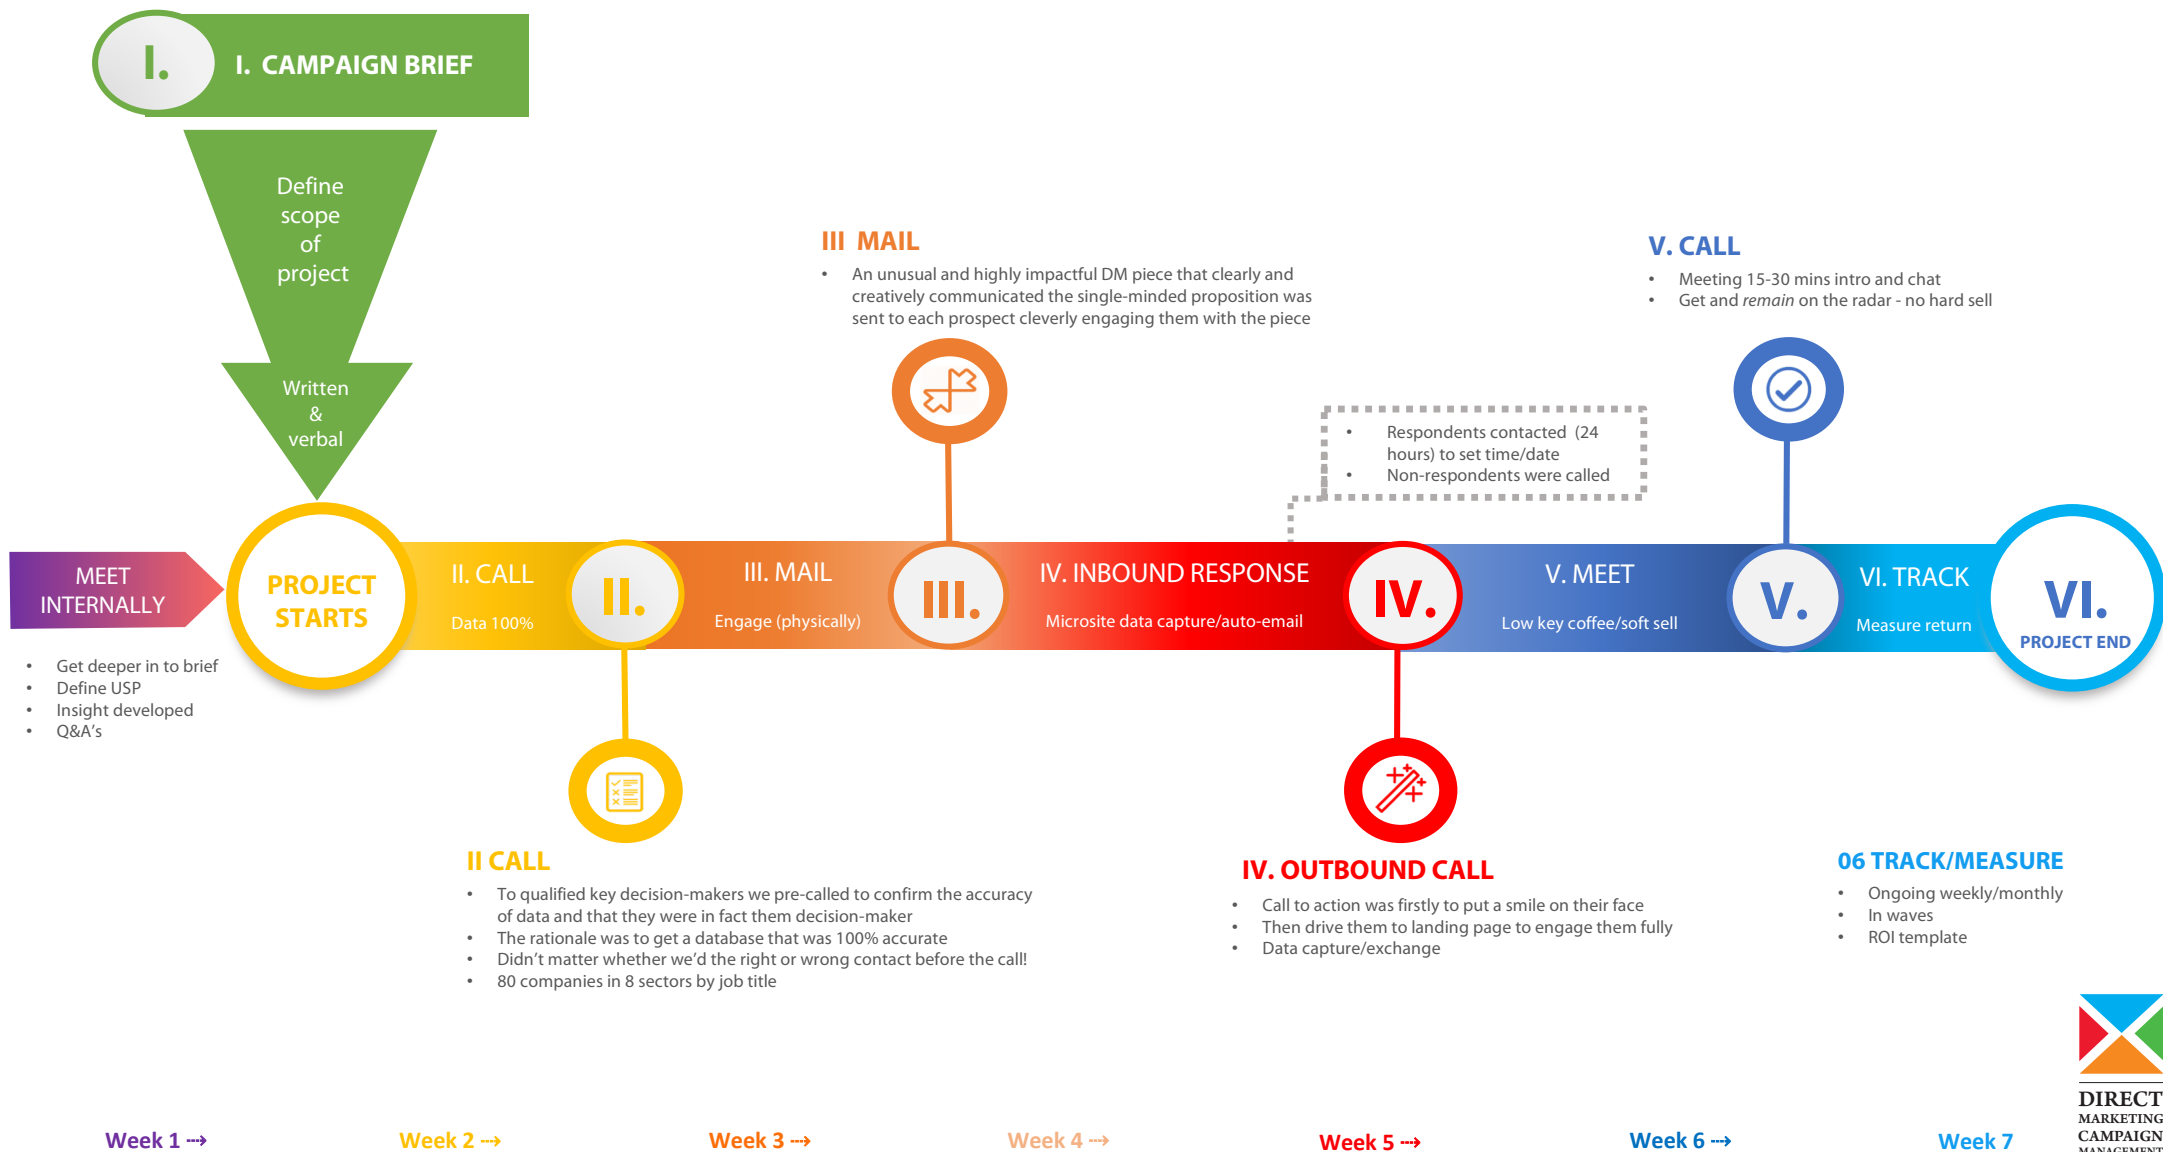 I.
I. CAMPAIGN BRIEF
Define
scope
of
project
Written
&
verbal
III MAIL
• An unusual and highly impactful DM piece that clearly and
creatively communicated the single-minded proposition was
sent to each prospect cleverly engaging them with the piece
V. CALL
• Meeting 15-30 mins intro and chat
• Get and remain on the radar - no hard sell
• Respondents contacted (24
hours) to set time/date
• Non-respondents were called
MEET
INTERNALLY
PROJECT
STARTS
II. CALL
Data 100%
II.
III. MAIL
Engage (physically)
III.
IV. INBOUND RESPONSE
Microsite data capture/auto-email
IV.
V. MEET
Low key coffee/soft sell
V.
VI. TRACK
Measure return
VI.
PROJECT END
• Get deeper in to brief
• Define USP
• Insight developed
• Q&A's
II CALL
• To qualified key decision-makers we pre-called to confirm the accuracy
of data and that they were in fact them decision-maker
• The rationale was to get a database that was 100% accurate
• Didn't matter whether we'd the right or wrong contact before the call!
• 80 companies in 8 sectors by job title
IV. OUTBOUND CALL
• Call to action was firstly to put a smile on their face
• Then drive them to landing page to engage them fully
• Data capture/exchange
06 TRACK/MEASURE
• Ongoing weekly/monthly
• In waves
• ROI template
DIRECT
MARKETING
CAMPAIGN
MANAGEMENT
Week 1 ⤑
Week 2 ⤑
Week 3 ⤑
Week 4 ⤑
Week 5 ⤑
Week 6 ⤑
Week 7